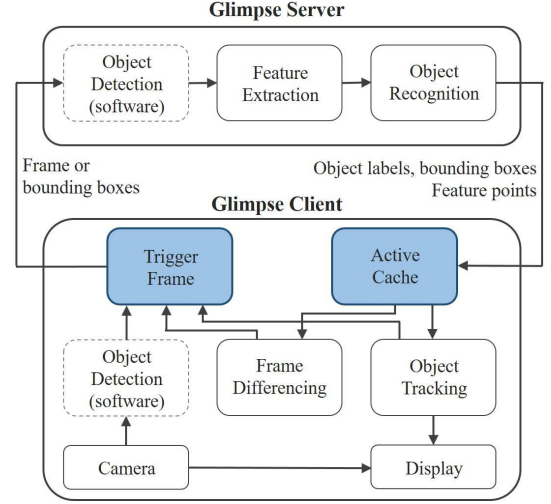 Glimpse Server
Object
Detection
(software)
Feature
Extraction
Object
Recognition
Frame or
bounding boxes
Object labels, bounding boxes
Feature points
Glimpse Client
Trigger
Frame
Active
Cache
Object
Detection
(software)
Frame
Differencing
Object
Tracking
Camera
Display